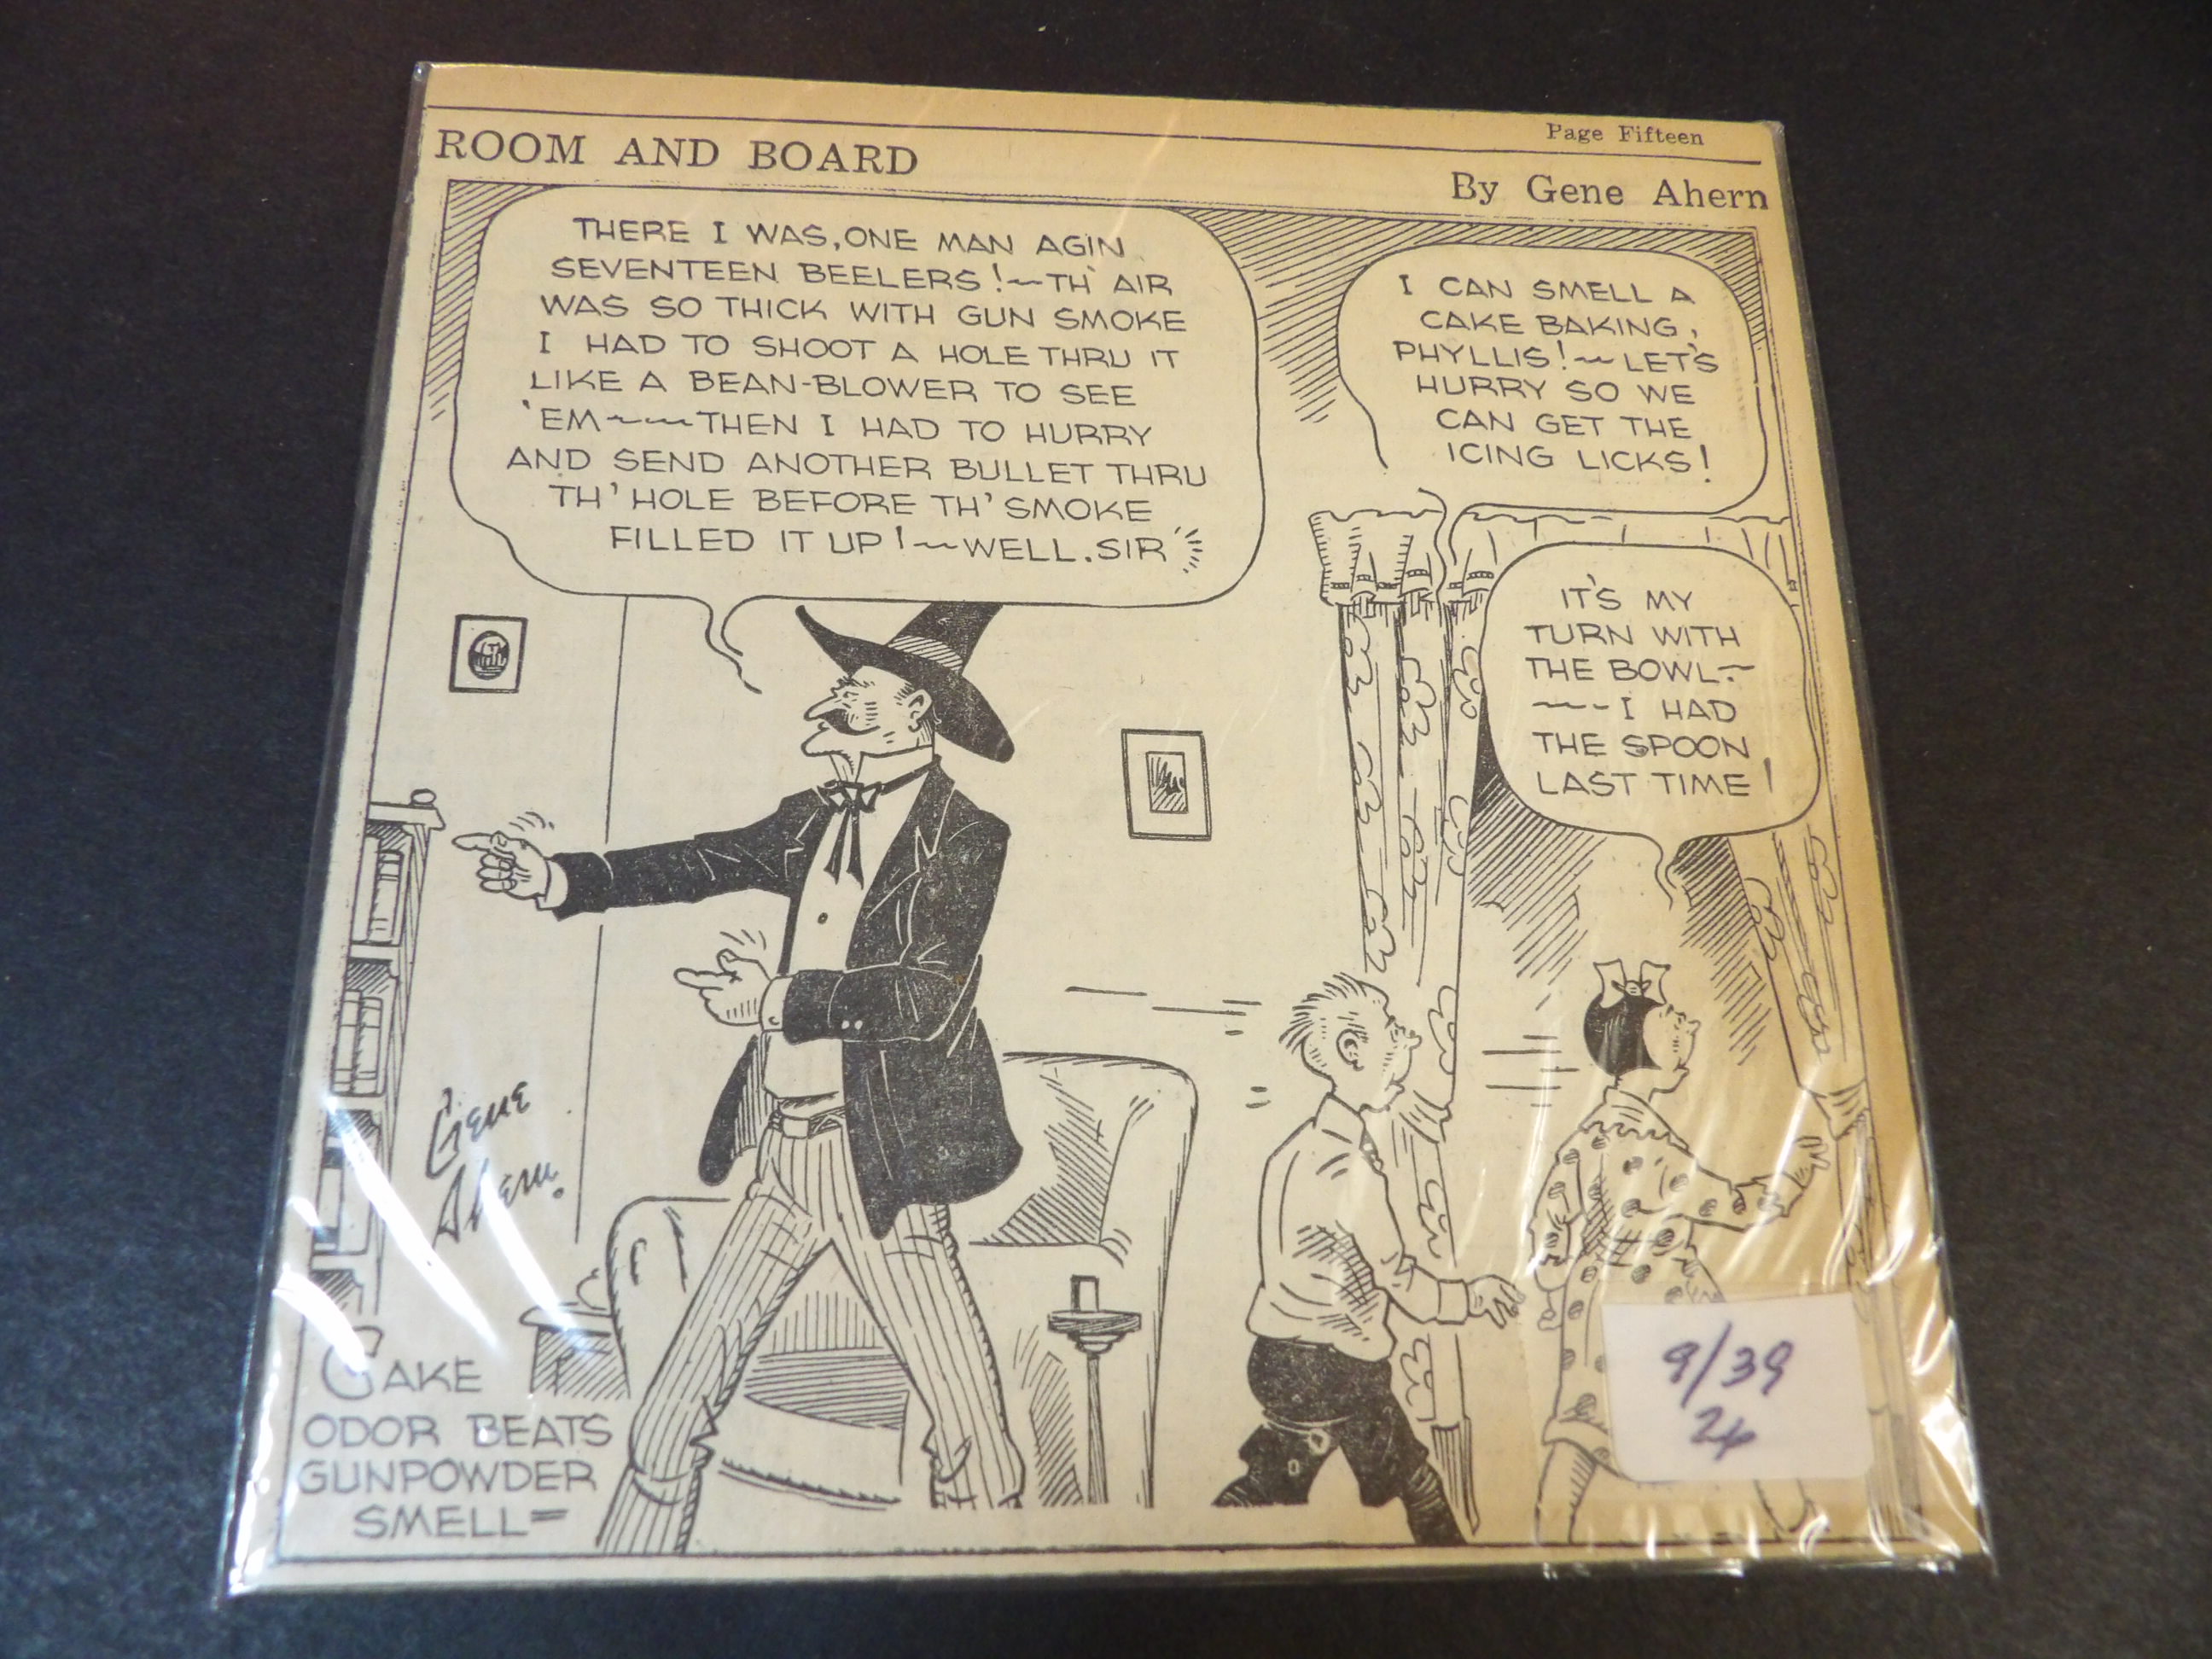 Page Fifteen
ROOM AND BOARD
By Gene Ahern
THERE I WAS, ONE MAN AGIN
SEVENTEEN BEELERS!~TH' AIR
WAS SO THICK WITH GUN SMOKE
I HAD TO SHOOT A HOLE THRU IT
LIKE A BEAN-BLOWER TO SEE
'EM~~~THEN I HAD TO HURRY
AND SEND ANOTHER BULLET THRU
TH' HOLE BEFORE TH' SMOKE
FILLED IT UP!~~WELL.SIR
I CAN SMELL A
CAKE BAKING,
PHYLLIS!~~LET'S
HURRY SO WE
CAN GET THE
ICING LICKS!
IT'S MY
TURN WITH
THE BOWL~
~~-I HAD
THE SPOON
LAST TIME!
Gene
Ahern.
CAKE
ODOR BEATS
GUNPOWDER
SMELL=
9/39
24